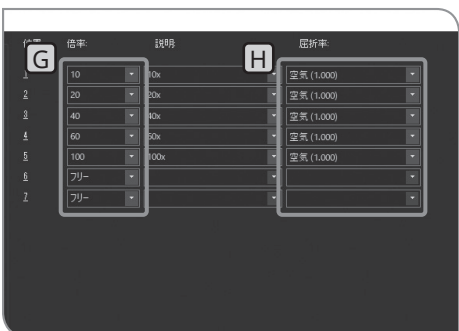 位置 倍率: 説明: 屈折率:
G H
1 10 10x 空気 (1.000)
2 20 20x 空気 (1.000)
3 40 40x 空気 (1.000)
4 60 60x 空気 (1.000)
5 100 100x 空気 (1.000)
6 フリー
7 フリー